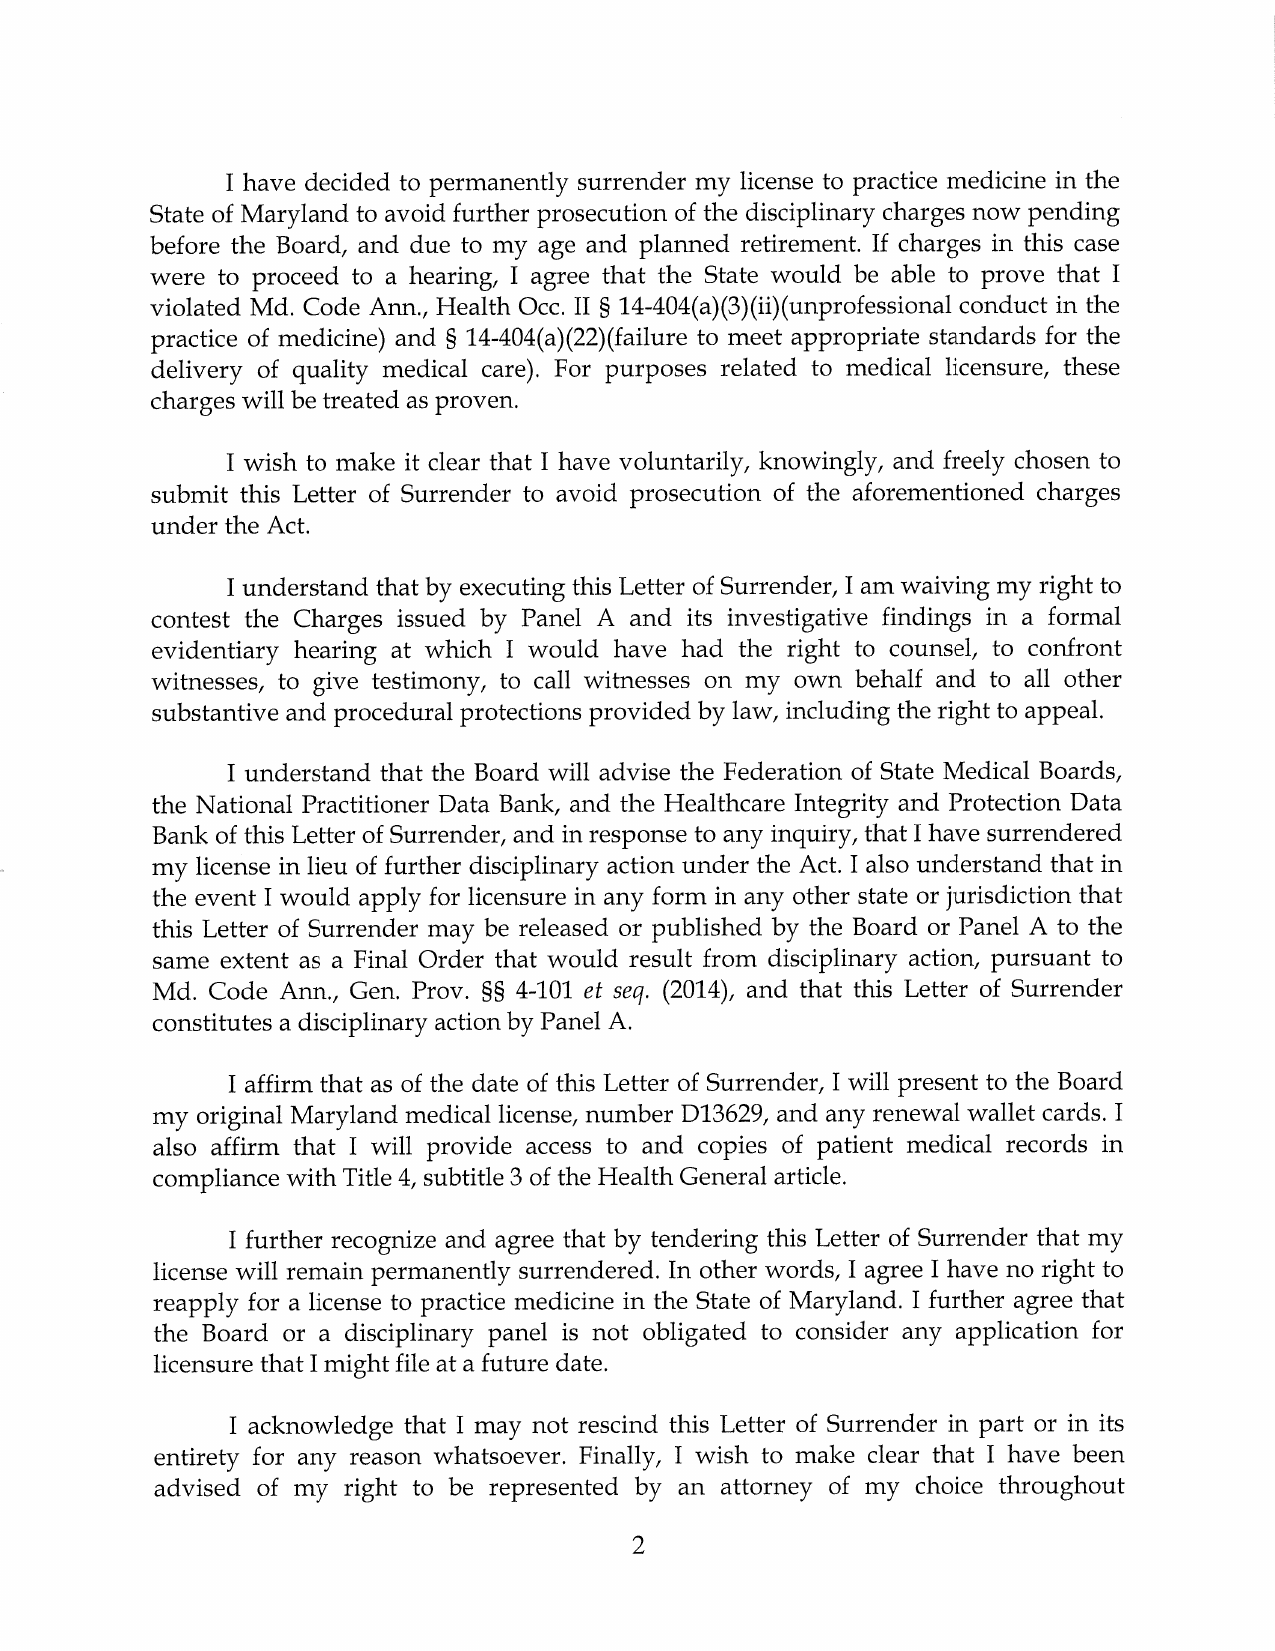 I have decided to permanently surrender my license to practice medicine in the
State of Maryland to avoid further prosecution of the disciplinary charges now pending
before the Board, and due to my age and planned retirement. If charges in this case
were to proceed to a hearing, I agree that the State would be able to prove that I
violated Md. Code Ann., Health Occ. II § 14-404(a)(3)(ii)(unprofessional conduct in the
practice of medicine) and § 14-404(a)(22)(failure to meet appropriate standards for the
delivery of quality medical care). For purposes related to medical licensure, these
charges will be treated as proven.
I wish to make it clear that I have voluntarily, knowingly, and freely chosen to
submit this Letter of Surrender to avoid prosecution of the aforementioned charges
under the Act.
I understand that by executing this Letter of Surrender, I am waiving my right to
contest the Charges issued by Panel A and its investigative findings in a formal
evidentiary hearing at which I would have had the right to counsel, to confront
witnesses, to give testimony, to call witnesses on my own behalf and to all other
substantive and procedural protections provided by law, including the right to appeal.
I understand that the Board will advise the Federation of State Medical Boards,
the National Practitioner Data Bank, and the Healthcare Integrity and Protection Data
Bank of this Letter of Surrender, and in response to any inquiry, that I have surrendered
my license in lieu of further disciplinary action under the Act. I also understand that in
the event I would apply for licensure in any form in any other state or jurisdiction that
this Letter of Surrender may be released or published by the Board or Panel A to the
same extent as a Final Order that would result from disciplinary action, pursuant to
Md. Code Ann., Gen. Prov. §§ 4-101 et seq. (2014), and that this Letter of Surrender
constitutes a disciplinary action by Panel A.
I affirm that as of the date of this Letter of Surrender, I will present to the Board
my original Maryland medical license, number D13629, and any renewal wallet cards. I
also affirm that I will provide access to and copies of patient medical records in
compliance with Title 4, subtitle 3 of the Health General article.
I further recognize and agree that by tendering this Letter of Surrender that my
license will remain permanently surrendered. In other words, I agree I have no right to
reapply for a license to practice medicine in the State of Maryland. I further agree that
the Board or a disciplinary panel is not obligated to consider any application for
licensure that I might file at a future date.
I acknowledge that I may not rescind this Letter of Surrender in part or in its
entirety for any reason whatsoever. Finally, I wish to make clear that I have been
advised of my right to be represented by an attorney of my choice throughout
2